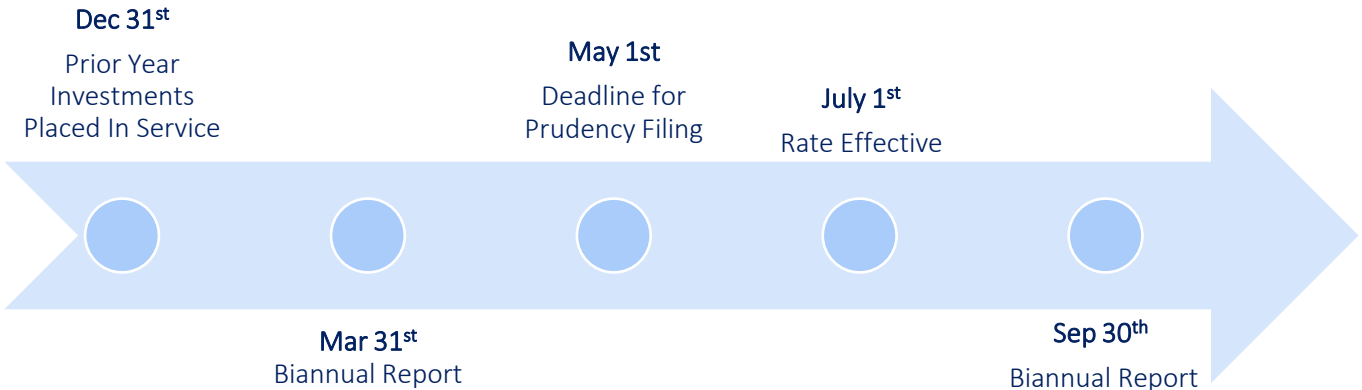 Dec 31st
Prior Year
Investments
Placed In Service
Mar 31st
Biannual Report
May 1st
Deadline for
Prudency Filing
July 1st
Rate Effective
Sep 30th
Biannual Report